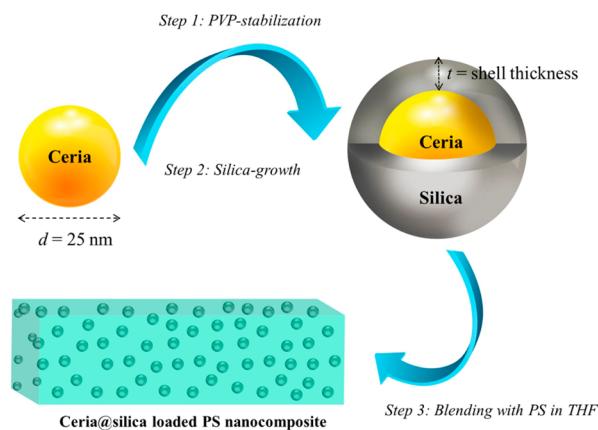 Step 1: PVP-stabilization
t = shell thickness
Ceria
Ceria
Step 2: Silica-growth
Silica
d = 25 nm
Ceria@silica loaded PS nanocomposite
Step 3: Blending with PS in THF